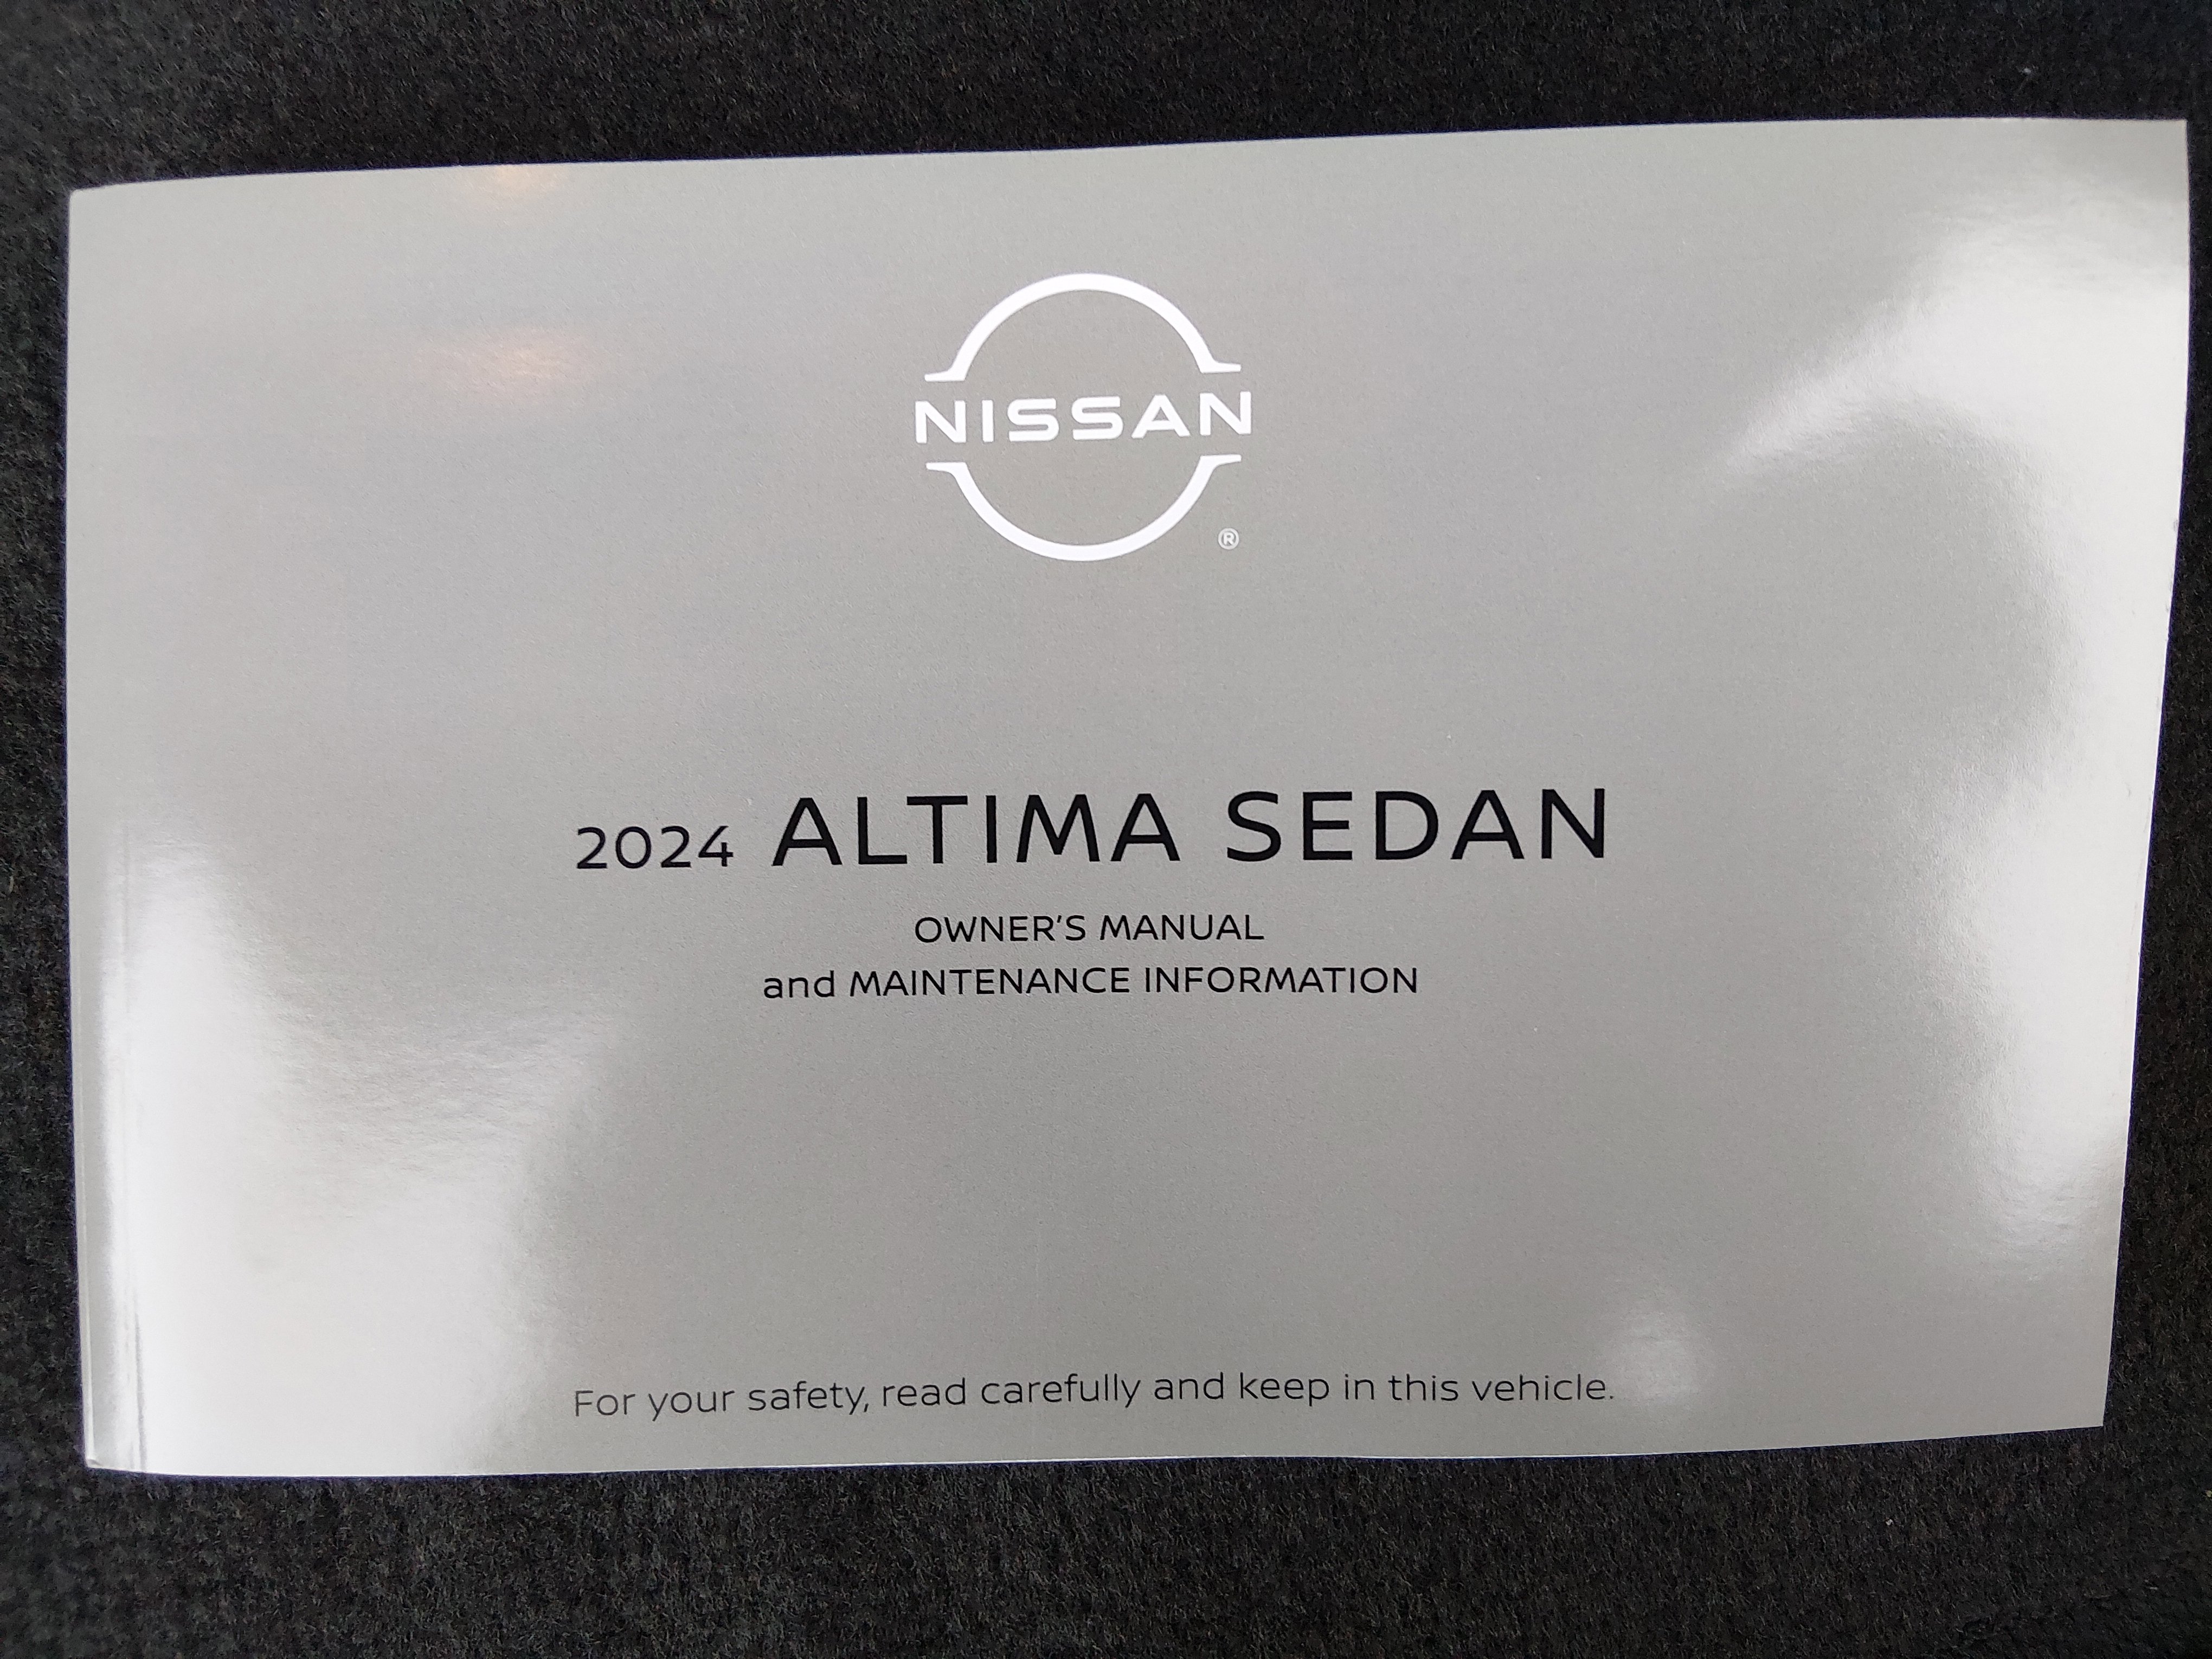 NISSAN
®
2024 ALTIMA SEDAN
OWNER'S MANUAL
and MAINTENANCE INFORMATION
For your safety, read carefully and keep in this vehicle.